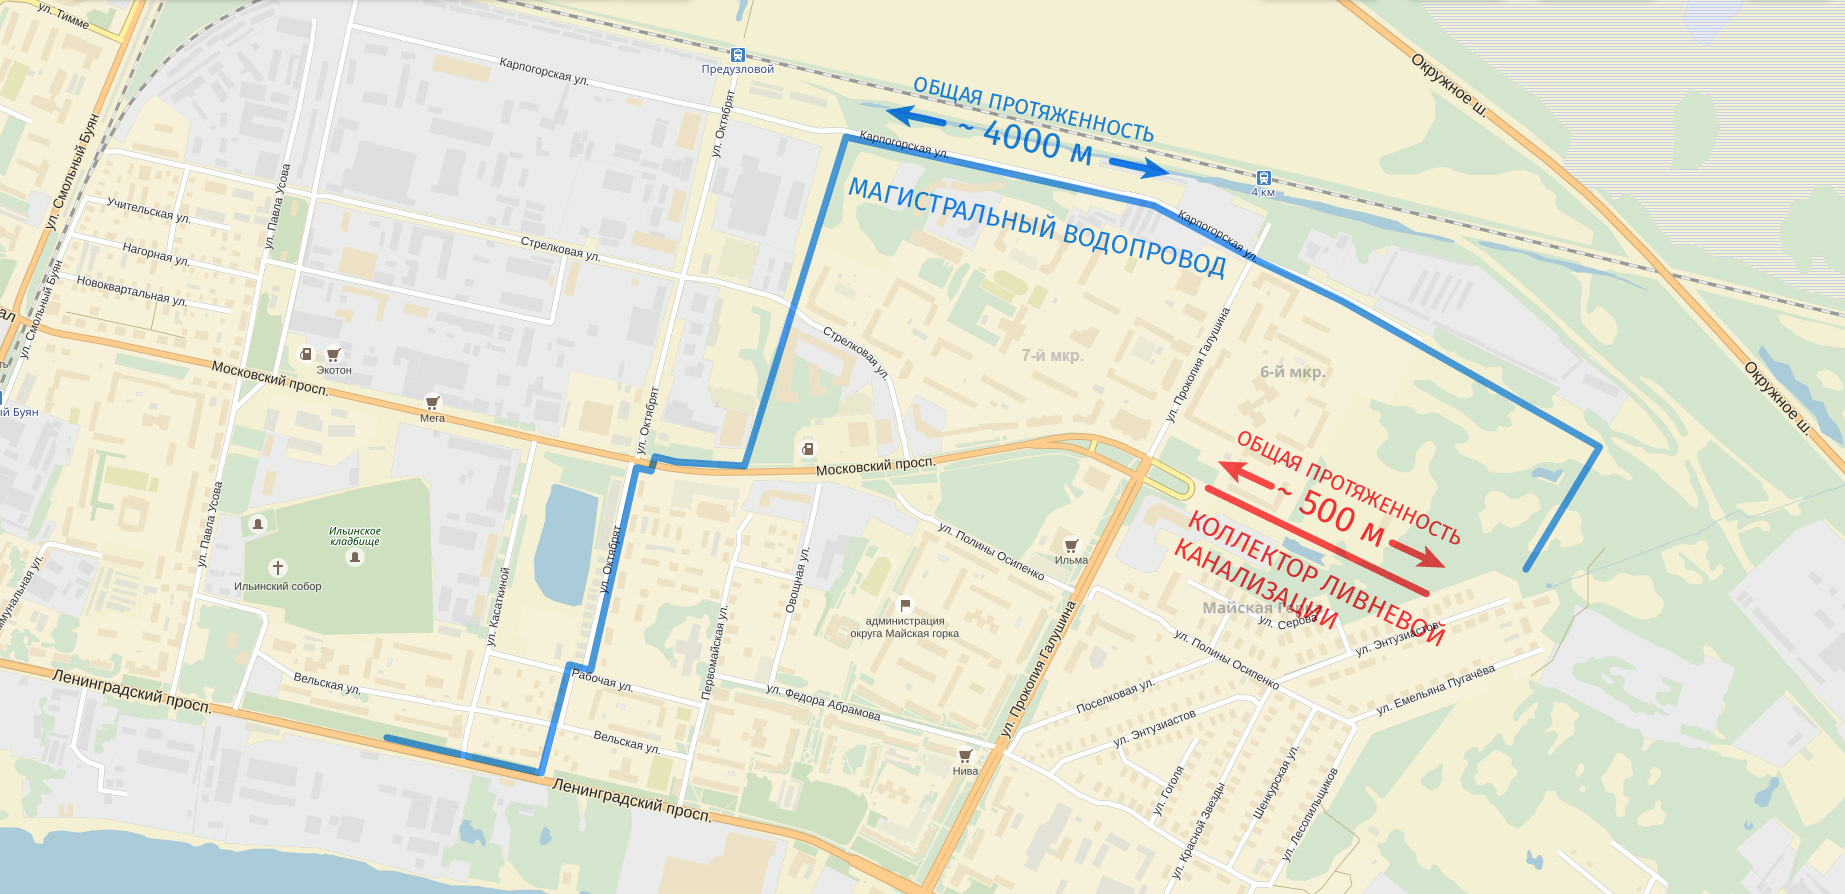 ул. Тимме
Предузловой
Карпогорская ул.
Окружное ш.
ОБЩАЯ ПРОТЯЖЕННОСТЬ
~ 4000 м
ул. Октябрят
Карпогорская ул.
ул. Смольный Буян
4 км
МАГИСТРАЛЬНЫЙ ВОДОПРОВОД
Учительская ул.
ул. Павла Усова
Карпогорская ул.
Нагорная ул.
Стрелковая ул.
Новоквартальная ул.
ул. Смольный Буян
ал
Стрелковая ул.
7-й мкр.
6-й мкр.
ул. Прокопия Галушина
Экотон
Московский просп.
Мега
ый Буян
ул. Октябрят
Окружное ш.
Московский просп.
ОБЩАЯ ПРОТЯЖЕННОСТЬ
~ 500 м
КОЛЛЕКТОР ЛИВНЕВОЙ
КАНАЛИЗАЦИИ
ул. Павла Усова
Ильинское
кладбище
Ильинский собор
ул. Октябрят
ул. Касаткиной
Овощная ул.
ул. Полины Осипенко
Ильма
администрация
округа Майская горка
Майская Го
ул. Серова
ул. Энтузиастов
Первомайская ул.
ул. Прокопия Галушина
ул. Полины Осипенко
Ленинградский просп.
Вельская ул.
Рабочая ул.
ул. Федора Абрамова
Поселковая ул.
ул. Емельяна Пугачёва
ул. Энтузиастов
Вельская ул.
Нива
Ленинградский просп.
ул. Гоголя
ул. Красной Звезды
Шенкурская ул.
ул. Лесопильщиков